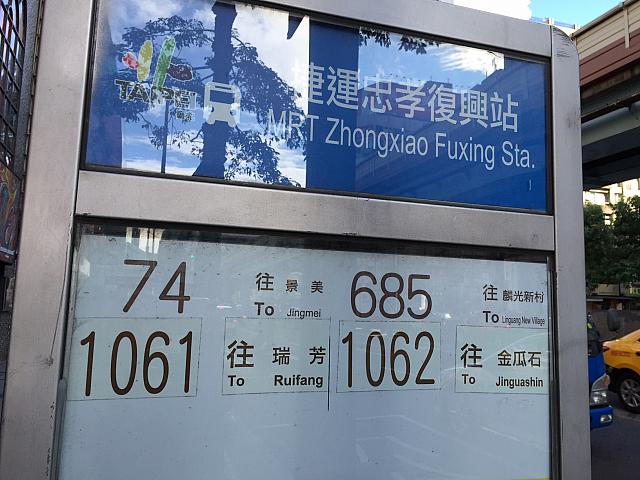 TAIPEI
捷運忠孝復興站
MRT Zhongxiao Fuxing Sta.
74 往 景美 To Jingmei
685 往 麟光新村 To Linguang New Village
1061 往 瑞芳 To Ruifang
1062 往 金瓜石 To Jinguashin